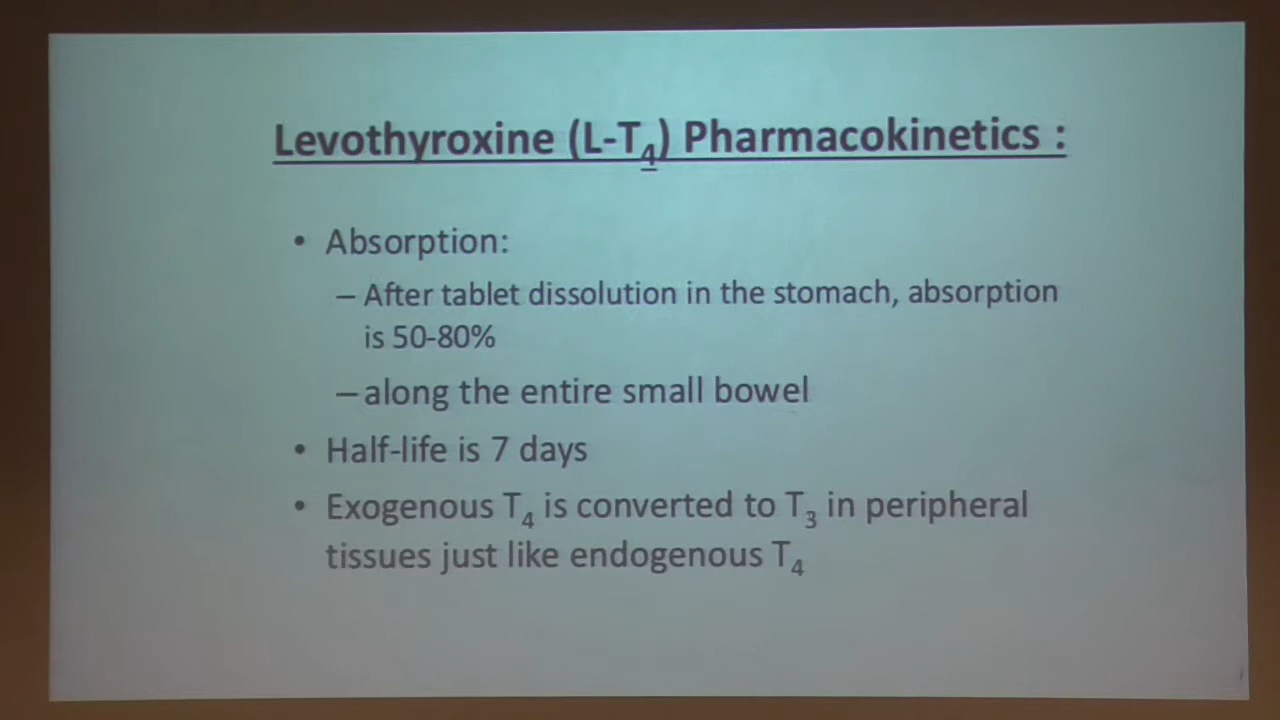 Levothyroxine (L-T₄) Pharmacokinetics :
• Absorption:
– After tablet dissolution in the stomach, absorption
is 50-80%
– along the entire small bowel
• Half-life is 7 days
• Exogenous T₄ is converted to T₃ in peripheral
tissues just like endogenous T₄